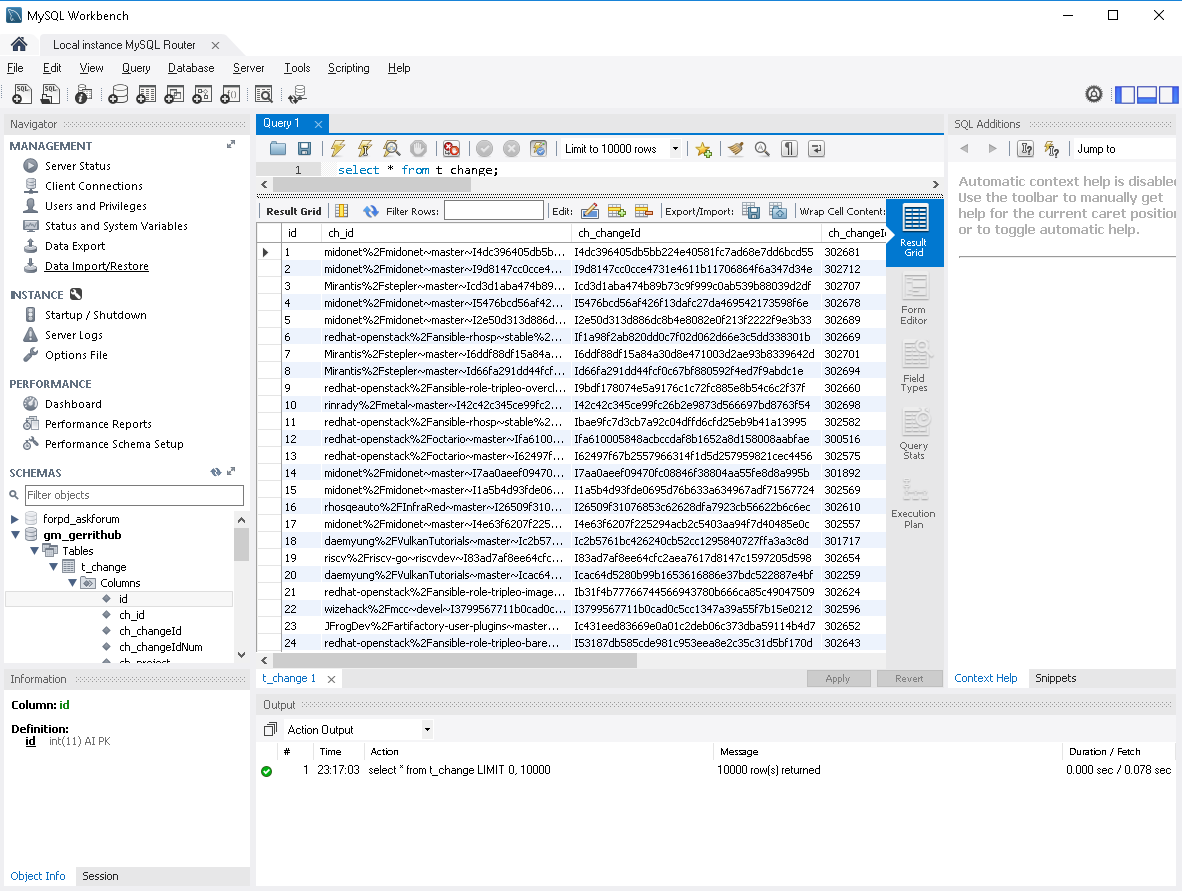 MySQL Workbench
Local instance MySQL Router
File Edit View Query Database Server Tools Scripting Help
Navigator
MANAGEMENT
Server Status
Client Connections
Users and Privileges
Status and System Variables
Data Export
Data Import/Restore
INSTANCE
Startup / Shutdown
Server Logs
Options File
PERFORMANCE
Dashboard
Performance Reports
Performance Schema Setup
SCHEMAS
Filter objects
forpd_askforum
gm_gerrithub
Tables
t_change
Columns
id
ch_id
ch_changeId
ch_changeIdNum
ch_project
Information
Column: id
Definition:
id int(11) AI PK
Object Info Session
Query 1
Limit to 10000 rows
1 select * from t_change;
Result Grid Filter Rows: Edit: Export/Import: Wrap Cell Content:
id ch_id ch_changeId ch_changeId
1 midonet%2Fmidonet~master~I4dc396405db5b... I4dc396405db5bb224e40581fc7ad68e7dd6bcd55 302681
2 midonet%2Fmidonet~master~I9d8147cc0cce4... I9d8147cc0cce4731e4611b11706864f6a347d34e 302712
3 Mirantis%2Fstepler~master~Icd3d1aba474b89... Icd3d1aba474b89b73c9f999c0ab539b88039d2df 302707
4 midonet%2Fmidonet~master~I5476bcd56af42... I5476bcd56af426f13dafc27da469542173598f6e 302678
5 midonet%2Fmidonet~master~I2e50d313d886d... I2e50d313d886dc8b4e8082e0f213f2222f9e3b33 302689
6 redhat-openstack%2Fansible-rhosp~stable%2... If1a98f2ab820dd0c7f02d062d66e3c5dd338301b 302669
7 Mirantis%2Fstepler~master~I6ddf88df15a84a... I6ddf88df15a84a30d8e471003d2ae93b8339642d 302701
8 Mirantis%2Fstepler~master~Id66fa291dd44fcf... Id66fa291dd44fcf0c67bf880592f4ed7f9abdc1e 302694
9 redhat-openstack%2Fansible-role-tripleo-overcl... I9bdf178074e5a9176c1c72fc885e8b54c6c2f37f 302660
10 rinrady%2Fmetal~master~I42c42c345ce99fc2... I42c42c345ce99fc26b2e9873d566697bd8763f54 302698
11 redhat-openstack%2Fansible-rhosp~stable%2... Ibae9fc7d3cb7a92c04dffd6cfd25eb9b41a13995 302582
12 redhat-openstack%2Foctario~master~Ifa6100... Ifa610005848acbccdaf8b1652a8d158008aabfae 300516
13 redhat-openstack%2Foctario~master~I62497f... I62497f67b2557966314f1d5d257959821cec4456 302575
14 midonet%2Fmidonet~master~I7aa0aeef09470... I7aa0aeef09470fc08846f38804aa55fe8d8a995b 301892
15 midonet%2Fmidonet~master~I1a5b4d93fde06... I1a5b4d93fde0695d76b633a634967adf71567724 302569
16 rhosqeauto%2FInfraRed~master~I26509f310... I26509f31076853c62628dfa7923cb56622b6c6ec 302610
17 midonet%2Fmidonet~master~I4e63f6207f225... I4e63f6207f225294acb2c5403aa94f7d40485e0c 302557
18 daemyung%2FVulkanTutorials~master~Ic2b57... Ic2b5761bc426240cb52cc1295840727ffa3a3c8d 301717
19 riscv%2Friscv-go~riscvdev~I83ad7af8ee64cfc... I83ad7af8ee64cfc2aea7617d8147c1597205d598 302654
20 daemyung%2FVulkanTutorials~master~Icac64... Icac64d5280b99b1653616886e37bdc522887e4bf 302259
21 redhat-openstack%2Fansible-role-tripleo-image... Ib31f4b77766744566943780b666ca85c49047509 302624
22 wizehack%2Fmcc~devel~I3799567711b0cad0c... I3799567711b0cad0c5cc1347a39a55f7b15e0212 302596
23 JFrogDev%2Fartifactory-user-plugins~master... Ic431eed83669e0a01c2deb06c373dba59114b4d7 302652
24 redhat-openstack%2Fansible-role-tripleo-bare... I53187db585cde981c953eea8e2c35c31d5bf170d 302643
Result Grid
Form Editor
Field Types
Query Stats
Execution Plan
t_change 1 Apply Revert
SQL Additions
Jump to
Automatic context help is disabled
Use the toolbar to manually get
help for the current caret position
or to toggle automatic help.
Context Help Snippets
Output
Action Output
# Time Action Message Duration / Fetch
1 23:17:03 select * from t_change LIMIT 0, 10000 10000 row(s) returned 0.000 sec / 0.078 sec